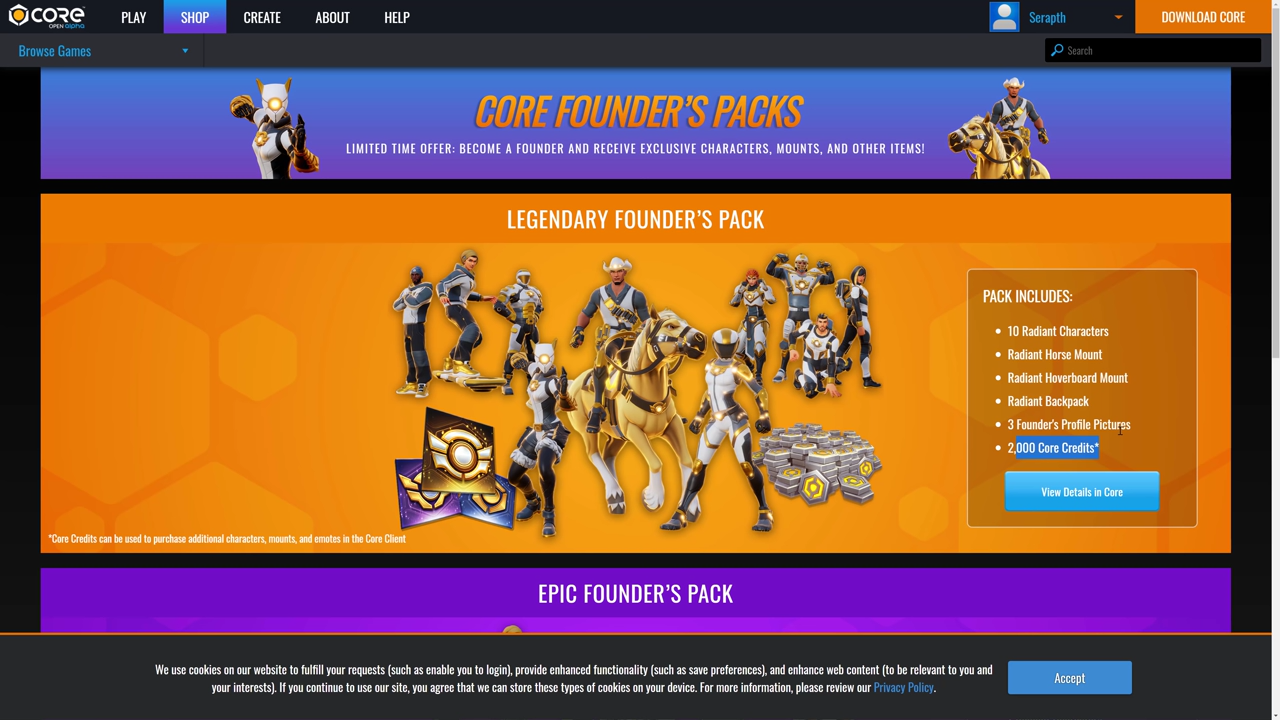 CORE
OPEN alpha
PLAY
SHOP
CREATE
ABOUT
HELP
Serapth
DOWNLOAD CORE
Browse Games
Search
CORE FOUNDER'S PACKS
LIMITED TIME OFFER: BECOME A FOUNDER AND RECEIVE EXCLUSIVE CHARACTERS, MOUNTS, AND OTHER ITEMS!
LEGENDARY FOUNDER'S PACK
PACK INCLUDES:
• 10 Radiant Characters
• Radiant Horse Mount
• Radiant Hoverboard Mount
• Radiant Backpack
• 3 Founder's Profile Pictures
• 2,000 Core Credits*
View Details in Core
*Core Credits can be used to purchase additional characters, mounts, and emotes in the Core Client
EPIC FOUNDER'S PACK
We use cookies on our website to fulfill your requests (such as enable you to login), provide enhanced functionality (such as save preferences), and enhance web content (to be relevant to you and
your interests). If you continue to use our site, you agree that we can store these types of cookies on your device. For more information, please review our Privacy Policy.
Accept